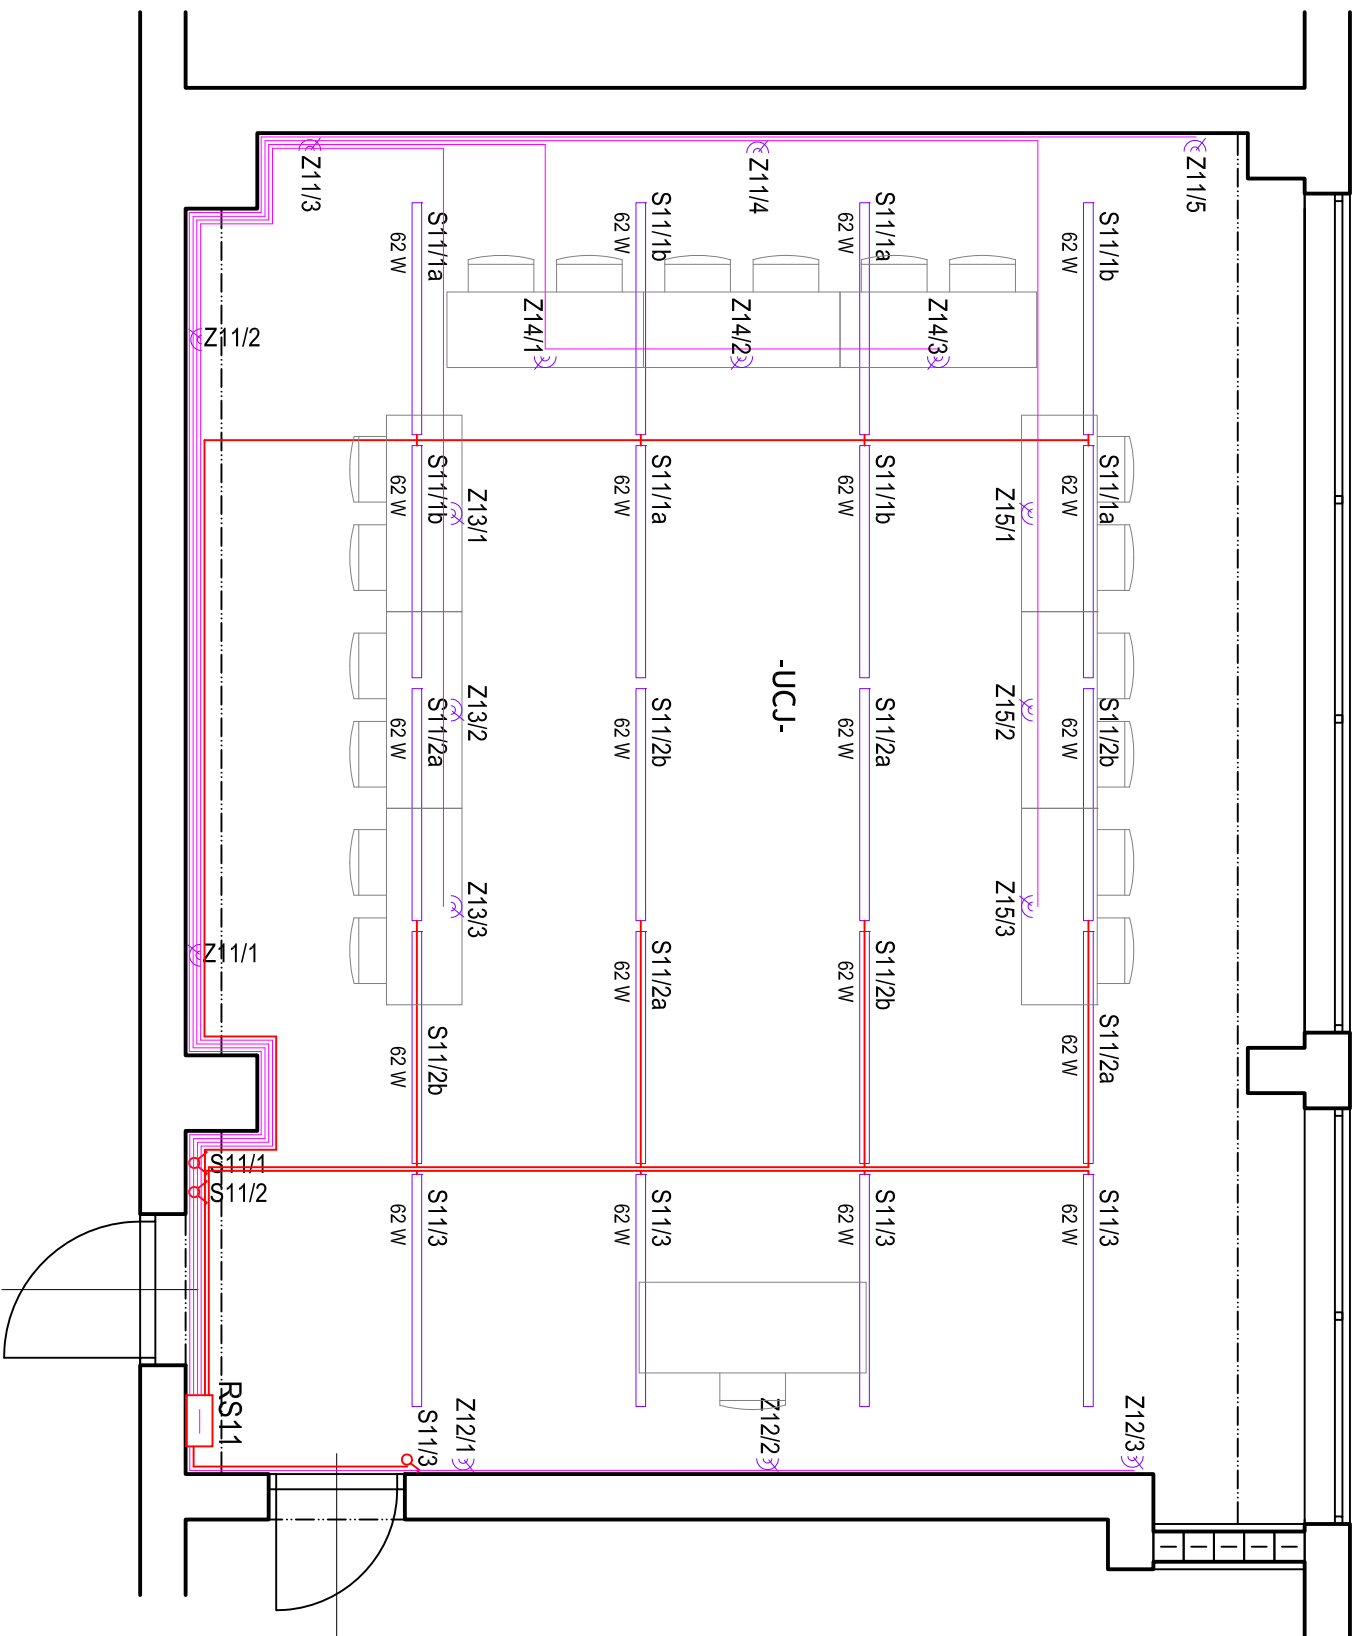 Z11/3
Z11/4
Z11/5
S11/1a
62 W
S11/1b
62 W
S11/1a
62 W
S11/1b
62 W
Z11/2
Z14/1
Z14/2
Z14/3
S11/1b
62 W
S11/1a
62 W
S11/1b
62 W
S11/1a
62 W
Z13/1
Z15/1
-UCJ-
S11/2a
62 W
S11/2b
62 W
S11/2a
62 W
S11/2b
62 W
Z13/2
Z15/2
Z13/3
Z15/3
Z11/1
S11/2b
62 W
S11/2a
62 W
S11/2b
62 W
S11/2a
62 W
S11/1
S11/2
S11/3
62 W
S11/3
62 W
S11/3
62 W
S11/3
62 W
RS11
S11/3
Z12/1
Z12/2
Z12/3